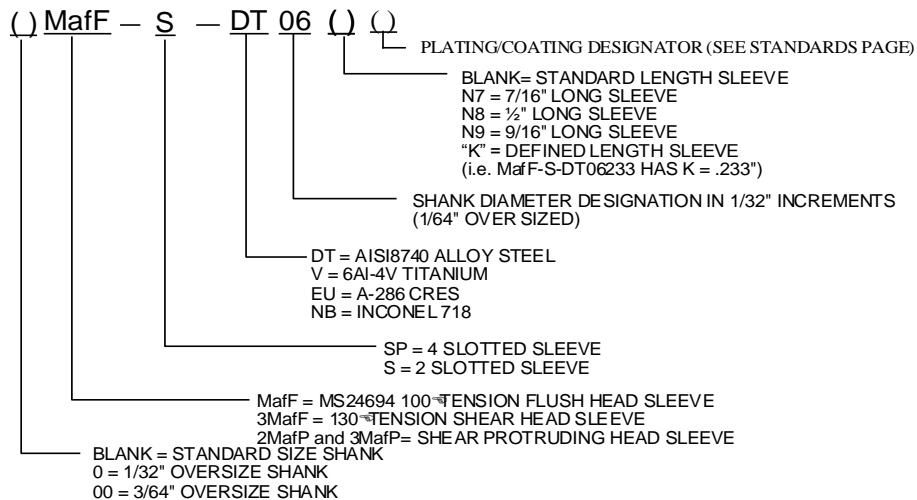 ( ) MafF – S – DT 06 ( ) ( )
PLATING/COATING DESIGNATOR (SEE STANDARDS PAGE)
BLANK= STANDARD LENGTH SLEEVE
N7 = 7/16" LONG SLEEVE
N8 = ½" LONG SLEEVE
N9 = 9/16" LONG SLEEVE
"K" = DEFINED LENGTH SLEEVE
(i.e. MafF-S-DT06233 HAS K = .233")
SHANK DIAMETER DESIGNATION IN 1/32" INCREMENTS
(1/64" OVER SIZED)
DT = AISI8740 ALLOY STEEL
V = 6Al-4V TITANIUM
EU = A-286 CRES
NB = INCONEL 718
SP = 4 SLOTTED SLEEVE
S = 2 SLOTTED SLEEVE
MafF = MS24694 100☜TENSION FLUSH HEAD SLEEVE
3MafF = 130☜TENSION SHEAR HEAD SLEEVE
2MafP and 3MafP= SHEAR PROTRUDING HEAD SLEEVE
BLANK = STANDARD SIZE SHANK
0 = 1/32" OVERSIZE SHANK
00 = 3/64" OVERSIZE SHANK